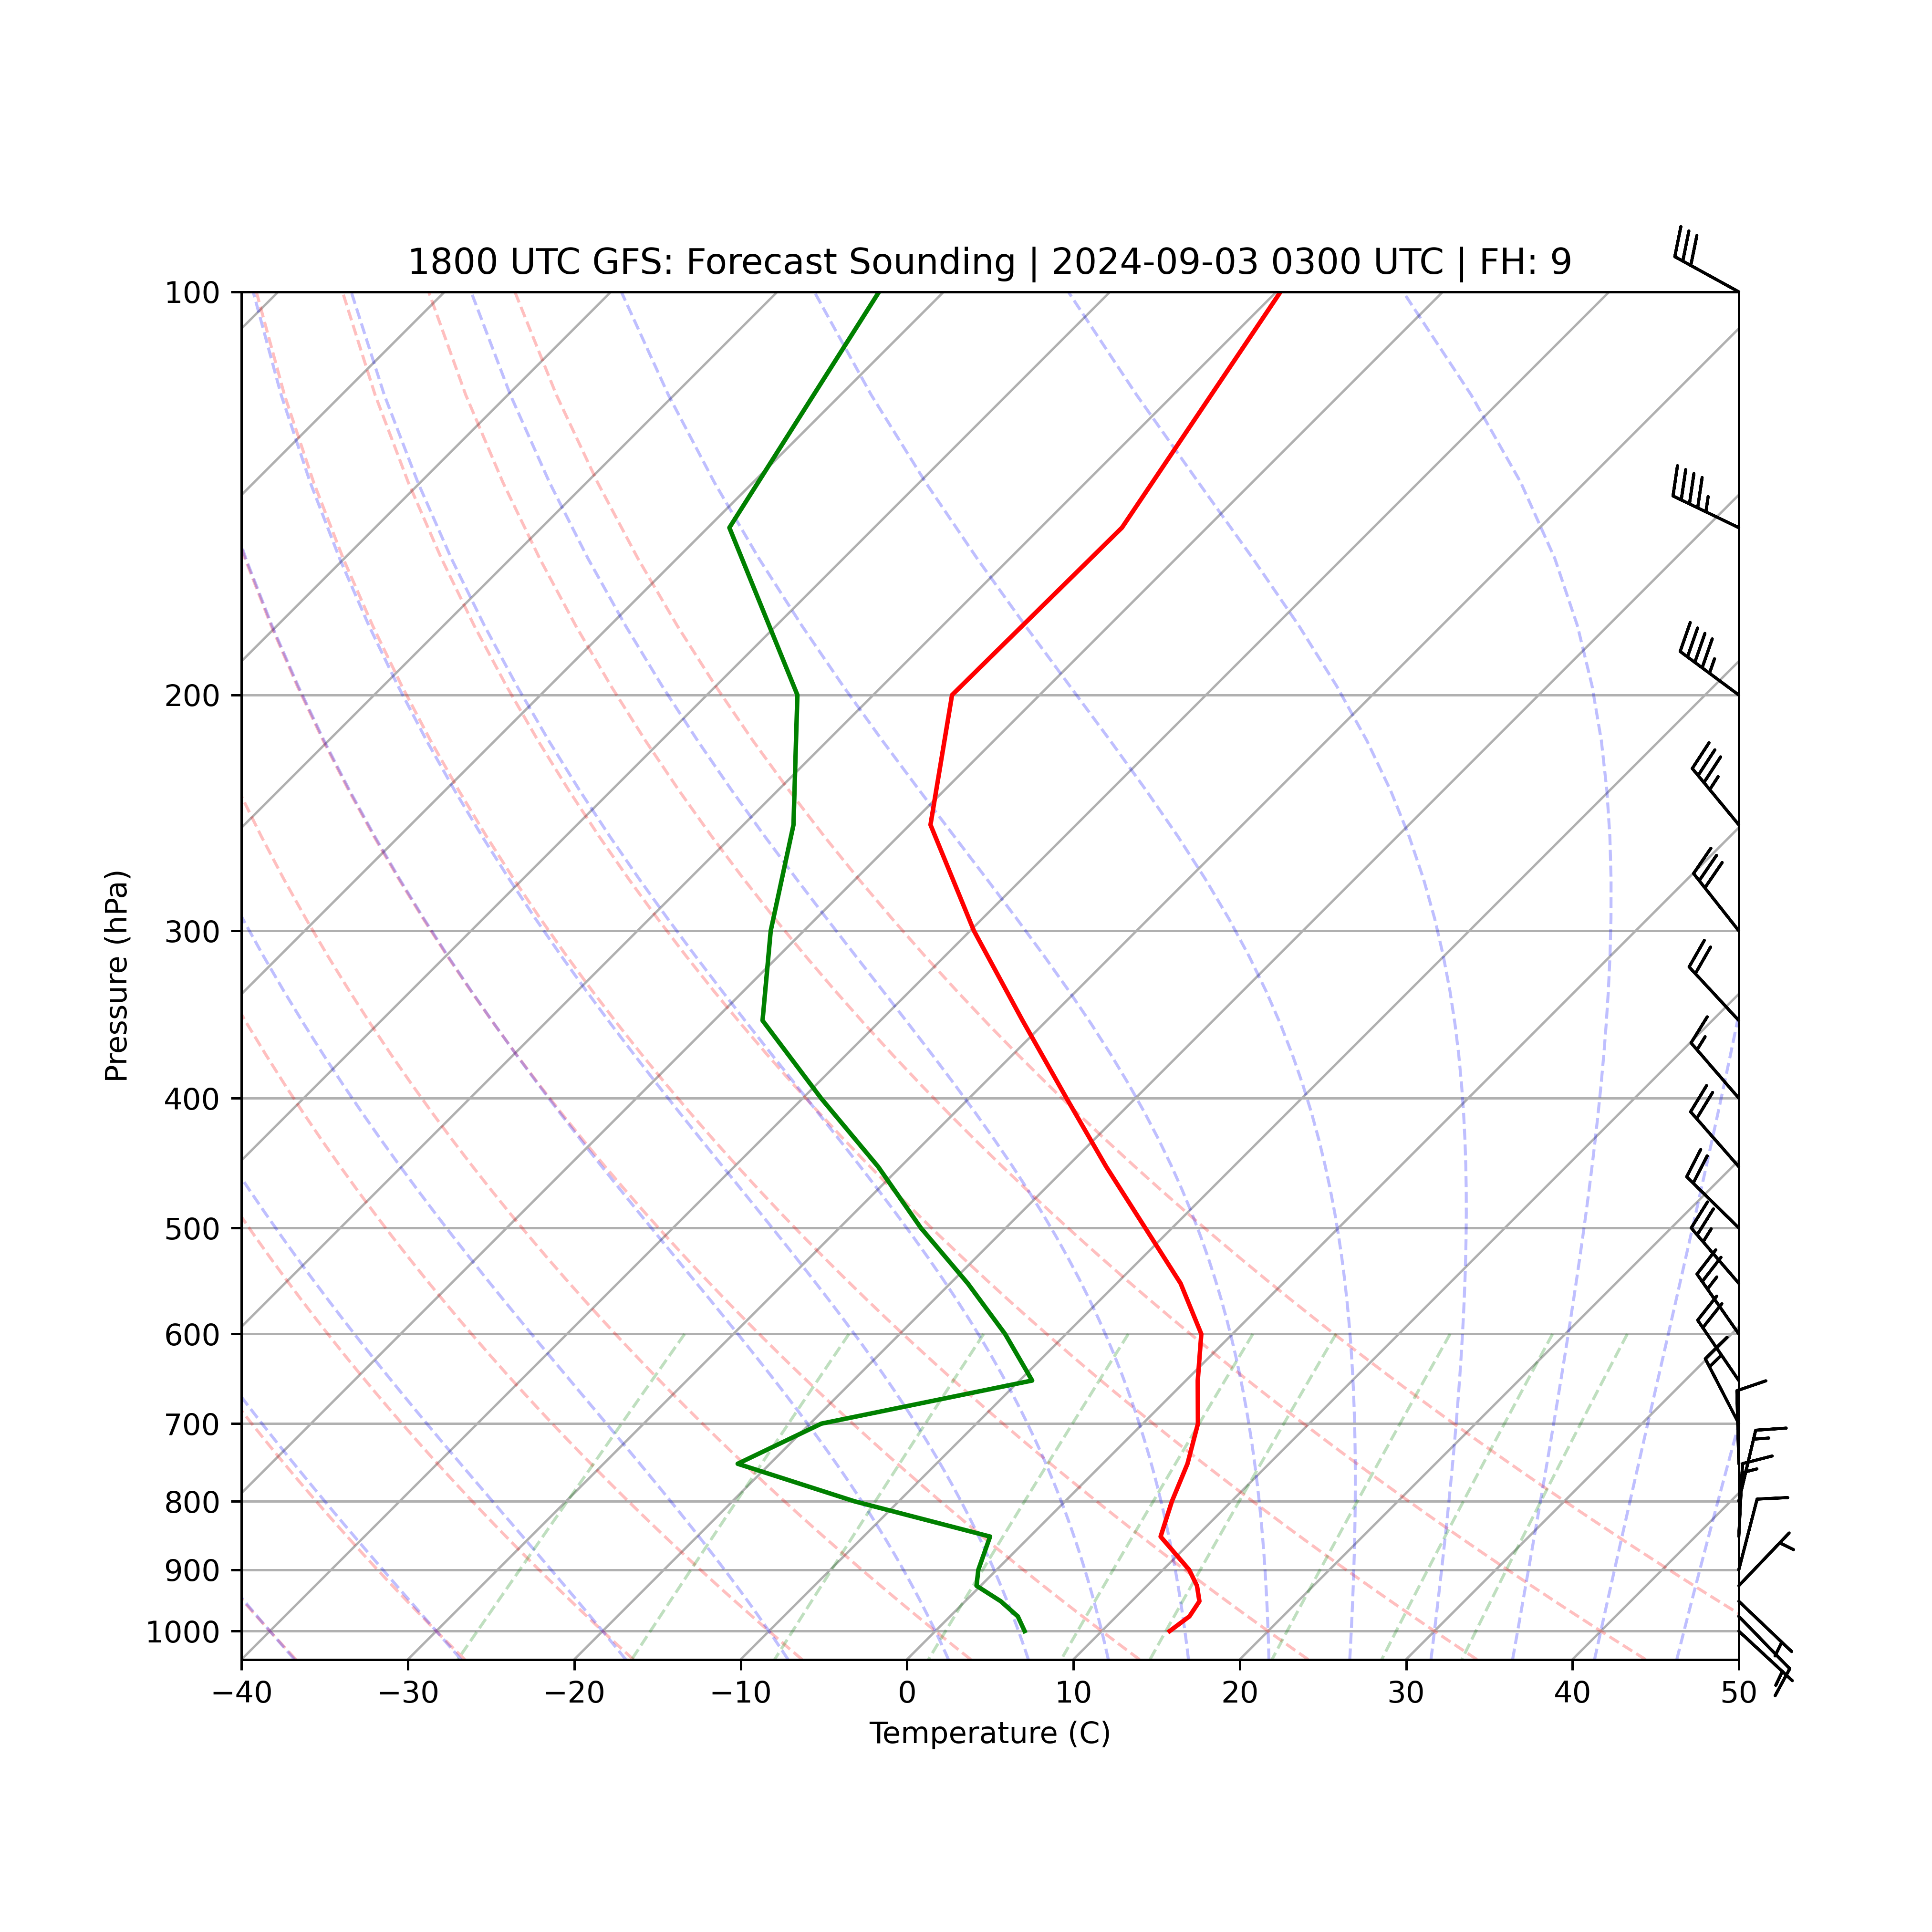 1800 UTC GFS: Forecast Sounding | 2024-09-03 0300 UTC | FH: 9
100
200
300
400
500
600
700
800
900
1000
Pressure (hPa)
−40 −30 −20 −10 0 10 20 30 40 50
Temperature (C)